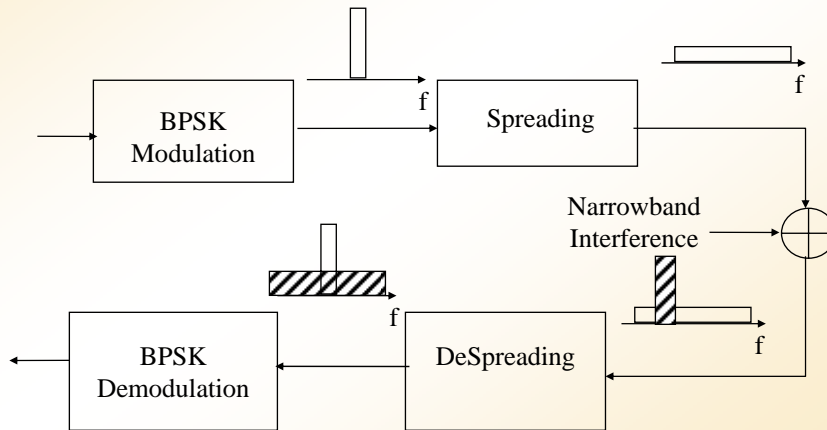 f
f
BPSK
Modulation
Spreading
Narrowband
Interference
f
f
BPSK
Demodulation
DeSpreading